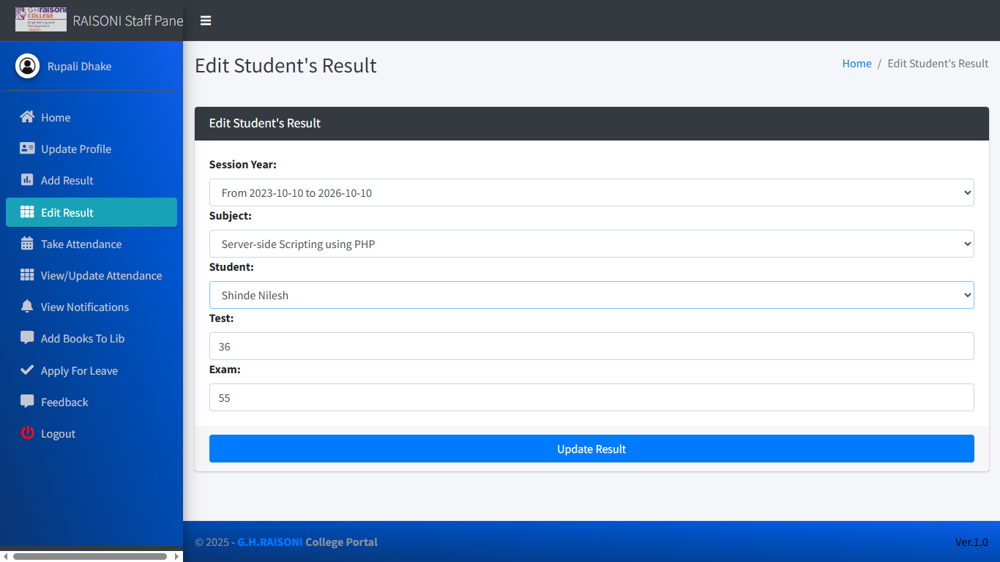 G H raisoni
COLLEGE
Engineering and
Management
RAISONI Staff Pane
Rupali Dhake
Home
Update Profile
Add Result
Edit Result
Take Attendance
View/Update Attendance
View Notifications
Add Books To Lib
Apply For Leave
Feedback
Logout
Edit Student's Result
Home / Edit Student's Result
Edit Student's Result
Session Year:
From 2023-10-10 to 2026-10-10
Subject:
Server-side Scripting using PHP
Student:
Shinde Nilesh
Test:
36
Exam:
55
Update Result
© 2025 - G.H.RAISONI College Portal
Ver.1.0